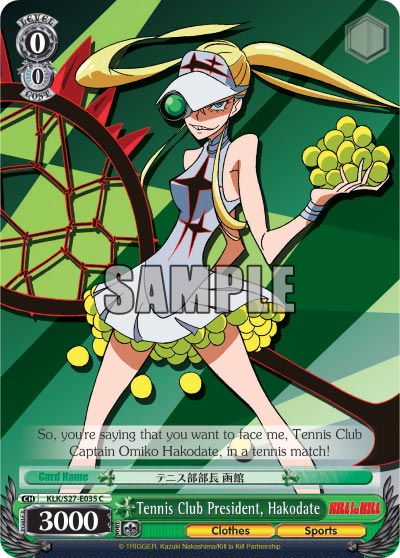 LEVEL
0
0
COST
SAMPLE
So, you're saying that you want to face me, Tennis Club
Captain Omiko Hakodate, in a tennis match!
Card Name
テニス部部長 函館
CH KLK/S27-E035 C
Tennis Club President, Hakodate
KILL la KILL
POWER
3000
Clothes
Sports
© TRIGGER, Kazuki Nakashima/Kill la Kill Partnership